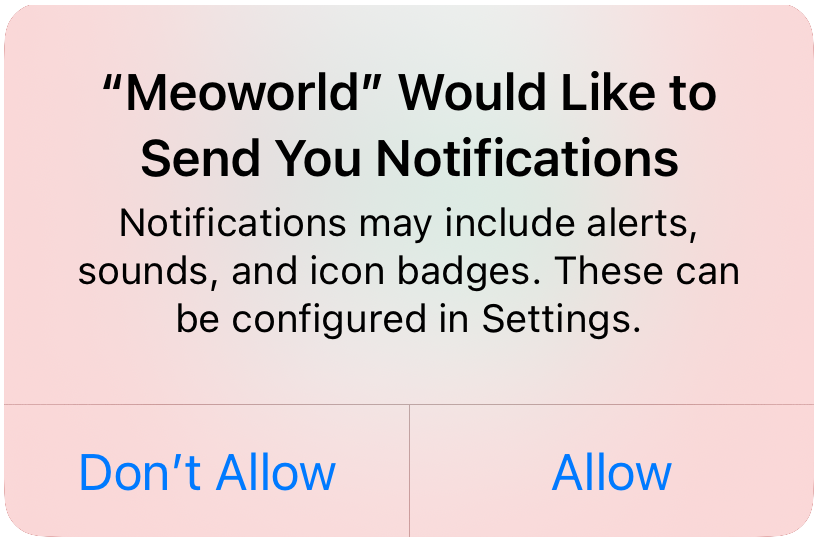 “Meoworld” Would Like to
Send You Notifications
Notifications may include alerts,
sounds, and icon badges. These can
be configured in Settings.
Don’t Allow
Allow